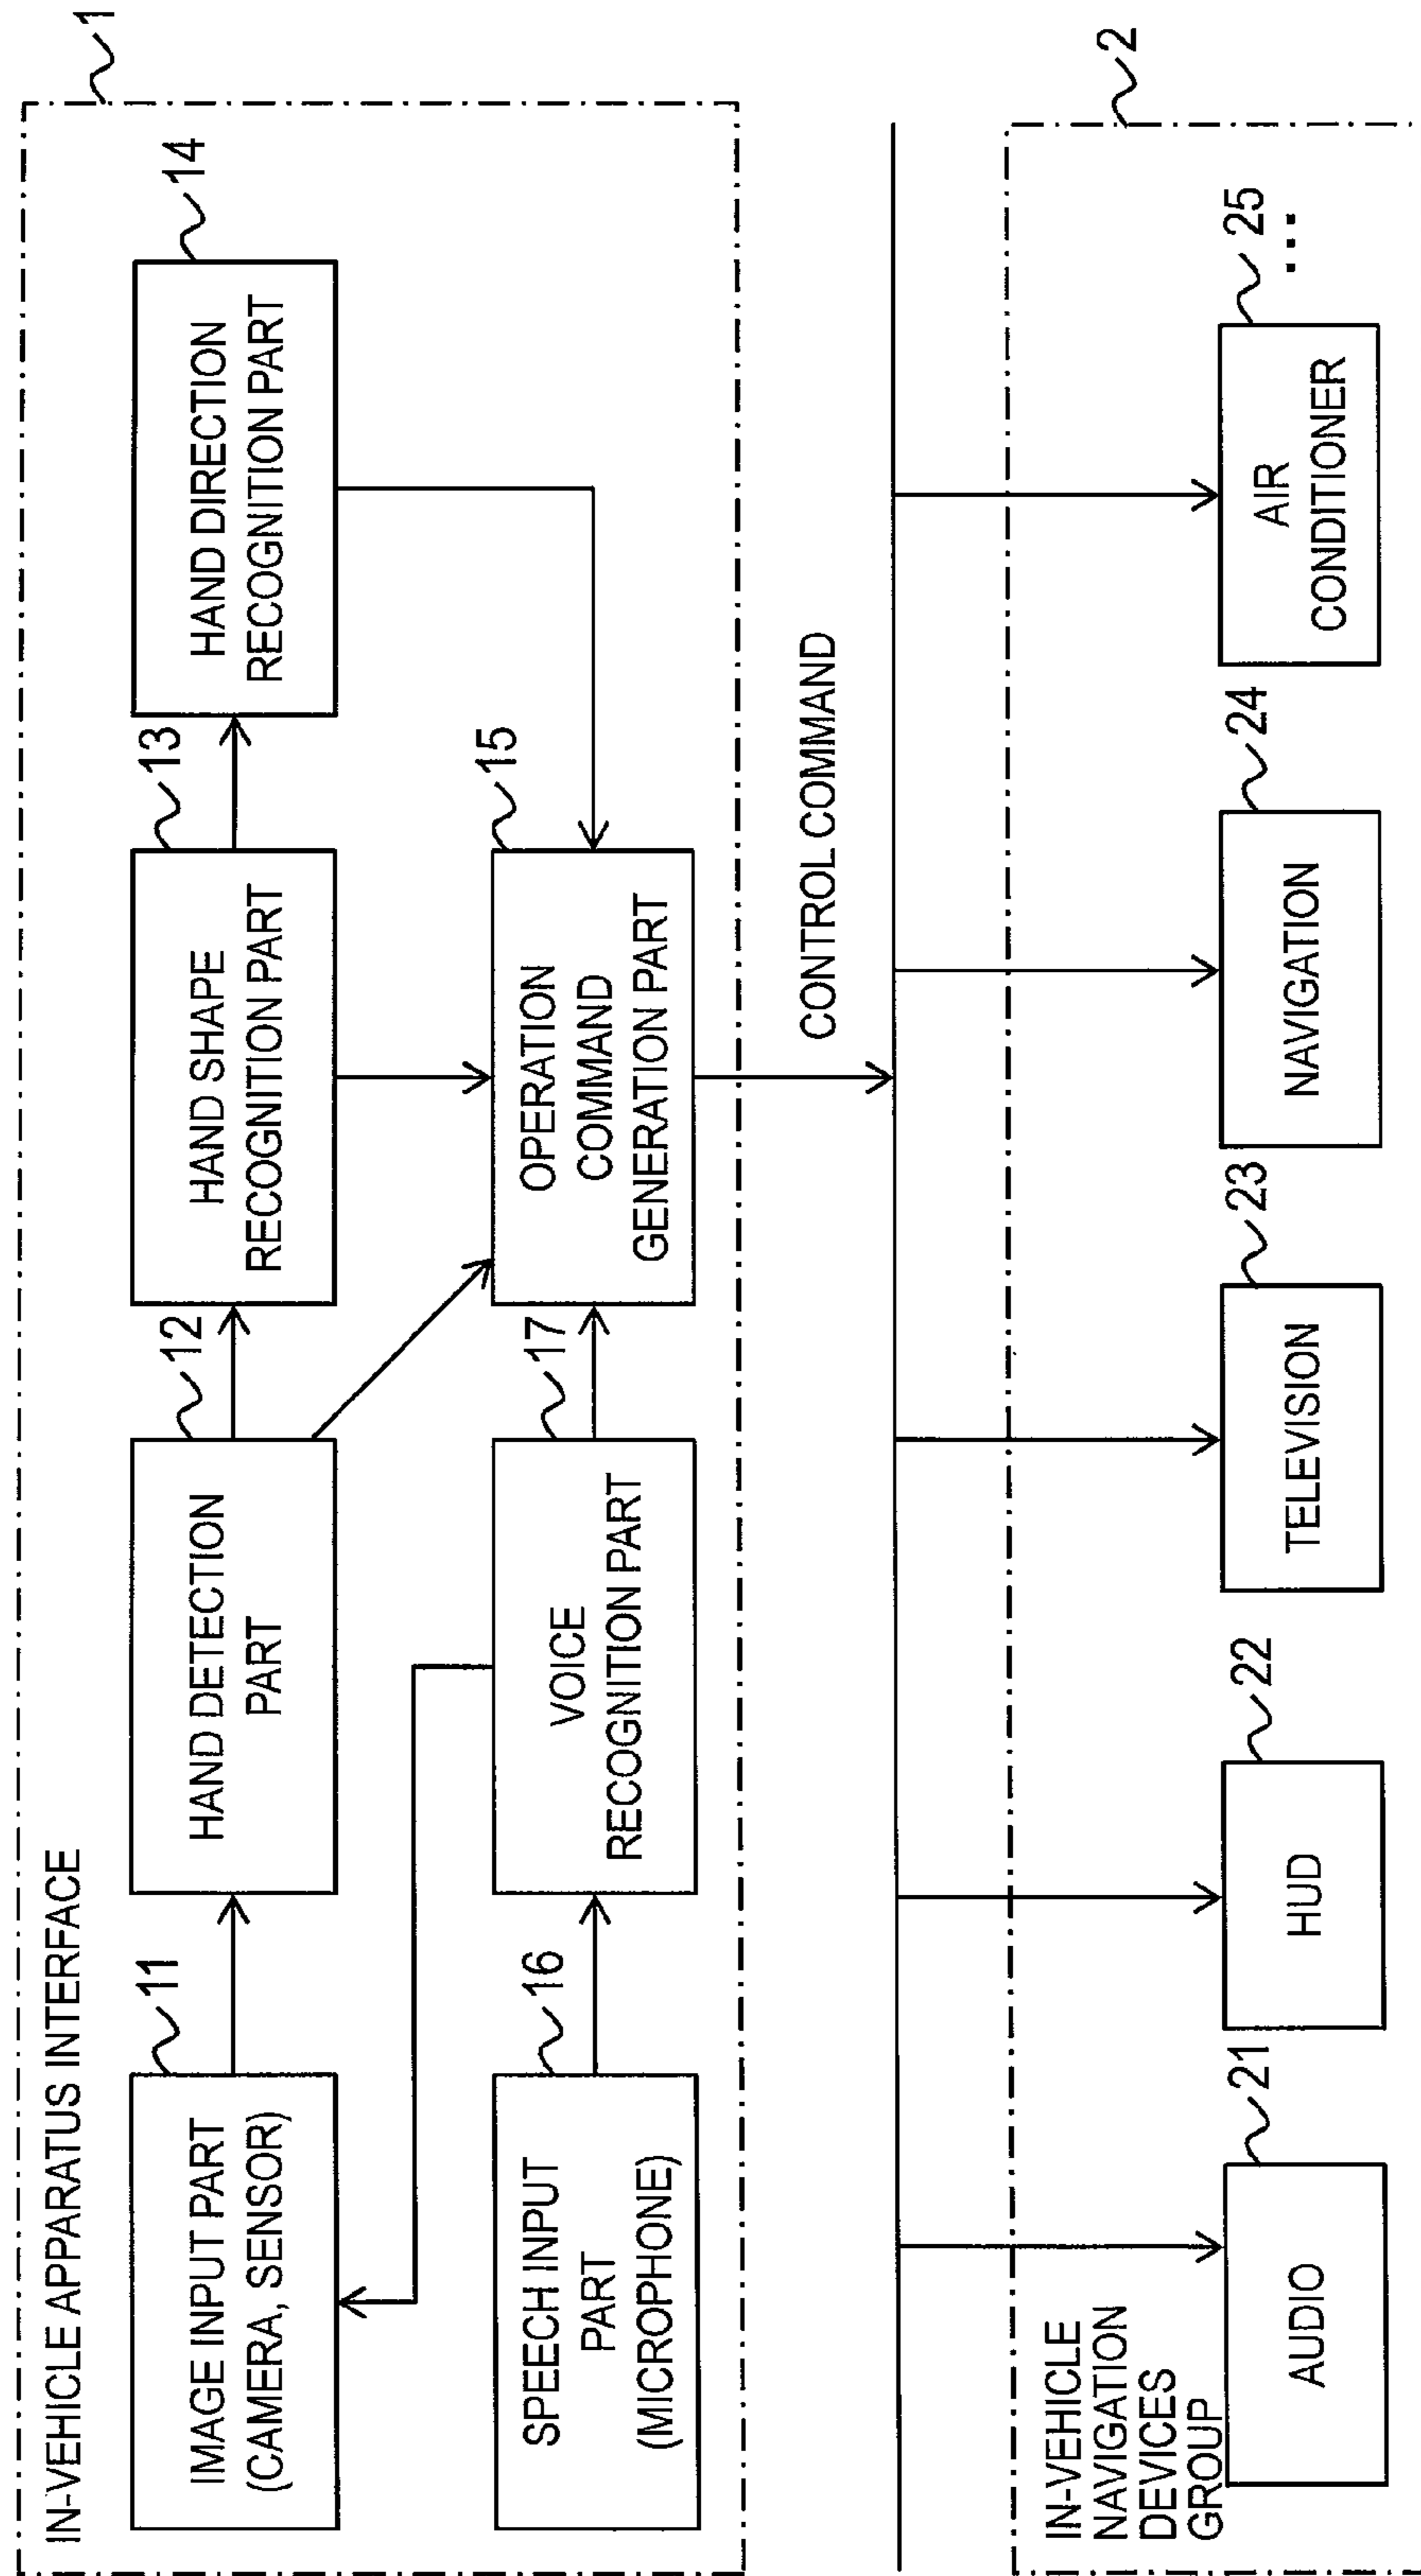 1
IN-VEHICLE APPARATUS INTERFACE
11
IMAGE INPUT PART
(CAMERA, SENSOR)
12
HAND DETECTION
PART
13
HAND SHAPE
RECOGNITION PART
14
HAND DIRECTION
RECOGNITION PART
16
SPEECH INPUT
PART
(MICROPHONE)
17
VOICE
RECOGNITION PART
15
OPERATION
COMMAND
GENERATION PART
CONTROL COMMAND
2
IN-VEHICLE
NAVIGATION
DEVICES
GROUP
21
AUDIO
22
HUD
23
TELEVISION
24
NAVIGATION
25
AIR
CONDITIONER
...